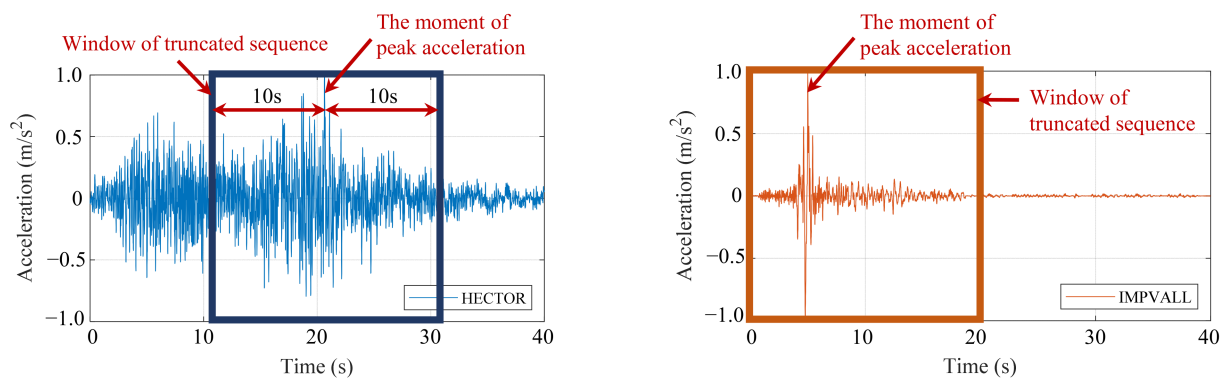 Window of truncated sequence
The moment of
peak acceleration
1.0
0.5
0
−0.5
−1.0
Acceleration (m/s²)
10s
10s
HECTOR
0
10
20
30
40
Time (s)
The moment of
peak acceleration
Window of
truncated sequence
1.0
0.5
0
−0.5
−1.0
Acceleration (m/s²)
IMPVALL
0
10
20
30
40
Time (s)